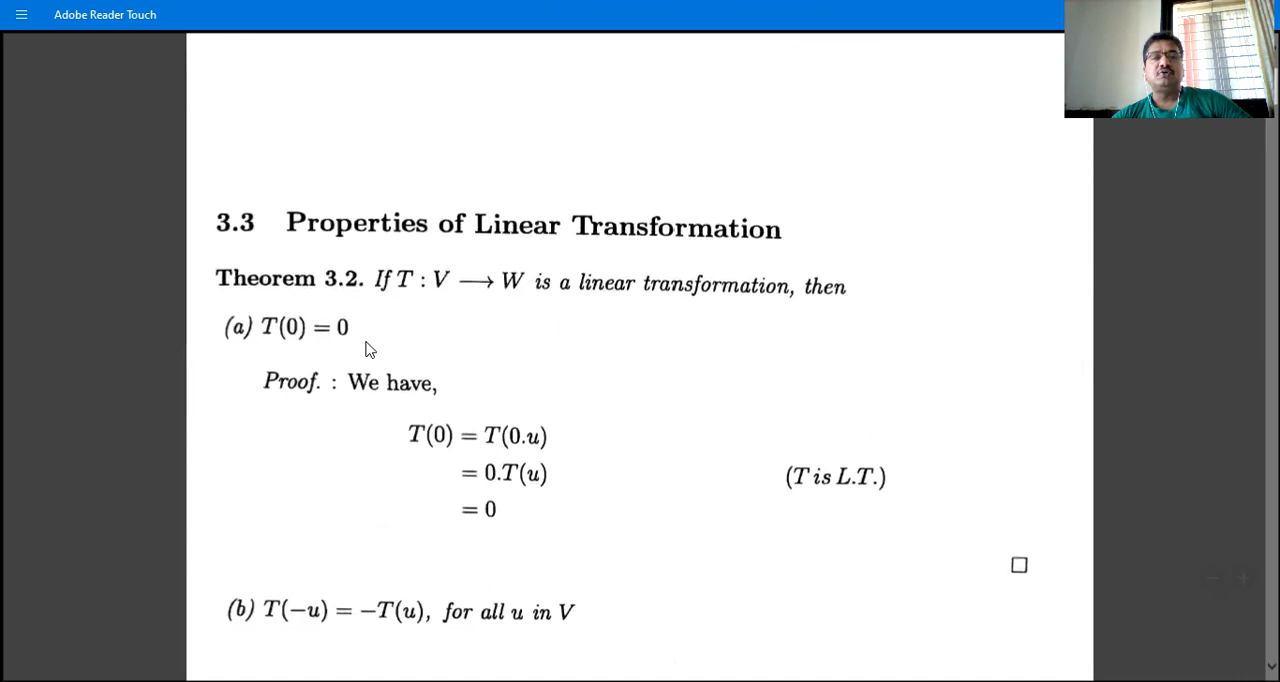 Adobe Reader Touch
3.3 Properties of Linear Transformation
Theorem 3.2. If T : V ⟶ W is a linear transformation, then
(a) T(0) = 0
Proof. : We have,
T(0) = T(0.u)
= 0.T(u) (T is L.T.)
= 0
□
(b) T(−u) = −T(u), for all u in V